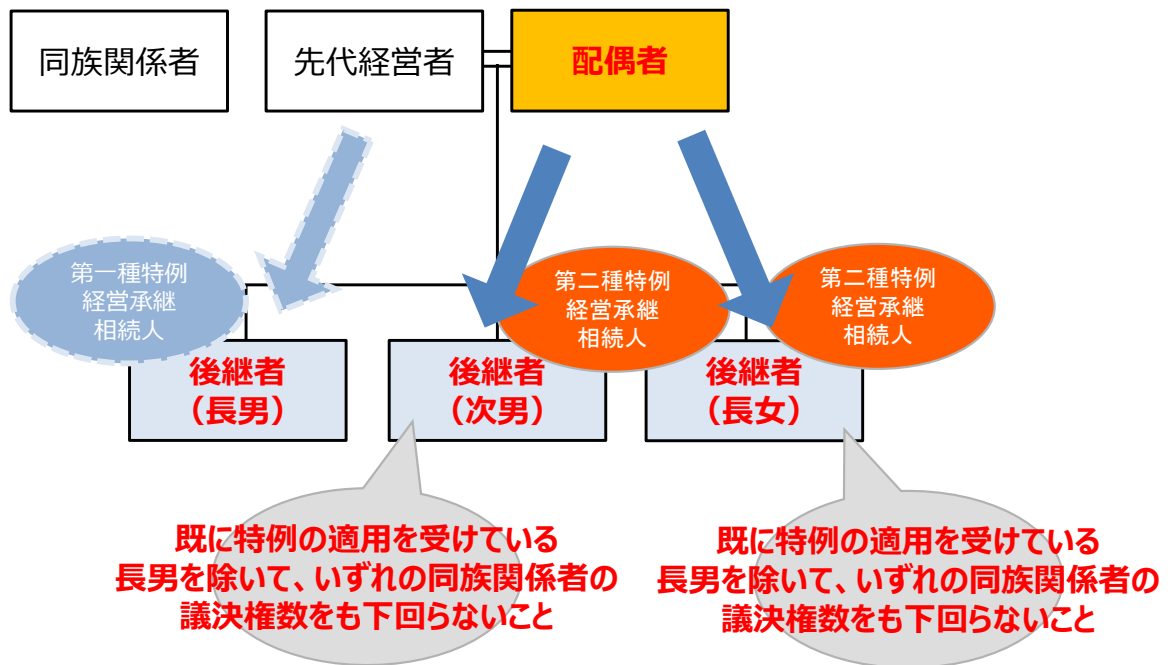 同族関係者
先代経営者
配偶者
第一種特例
経営承継
相続人
第二種特例
経営承継
相続人
第二種特例
経営承継
相続人
後継者
（長男）
後継者
（次男）
後継者
（長女）
既に特例の適用を受けている
長男を除いて、いずれの同族関係者の
議決権数をも下回らないこと
既に特例の適用を受けている
長男を除いて、いずれの同族関係者の
議決権数をも下回らないこと